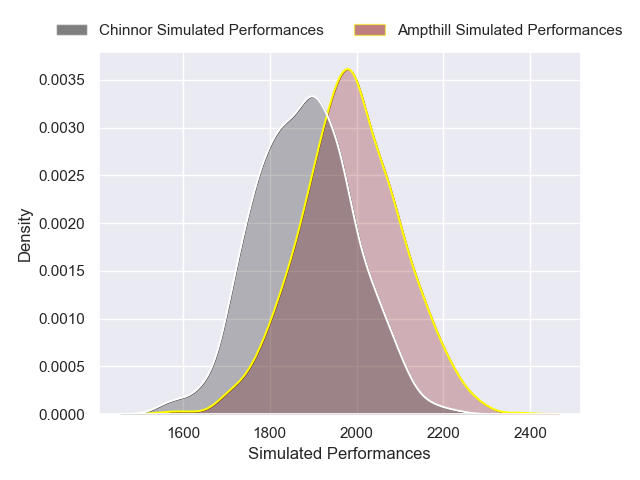 Chinnor Simulated Performances
Ampthill Simulated Performances
0.0035
0.0030
0.0025
0.0020
0.0015
0.0010
0.0005
0.0000
Density
1600 1800 2000 2200 2400
Simulated Performances